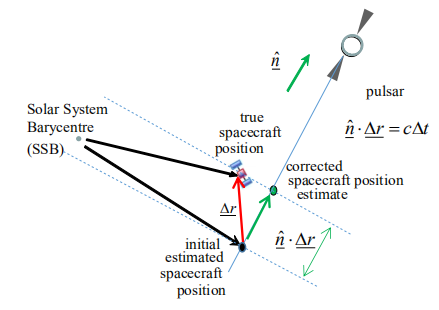 n̂
pulsar
n̂ · Δr = cΔt
Solar System
Barycentre
(SSB)
true
spacecraft
position
corrected
spacecraft position
estimate
Δr
n̂ · Δr
initial
estimated
spacecraft
position